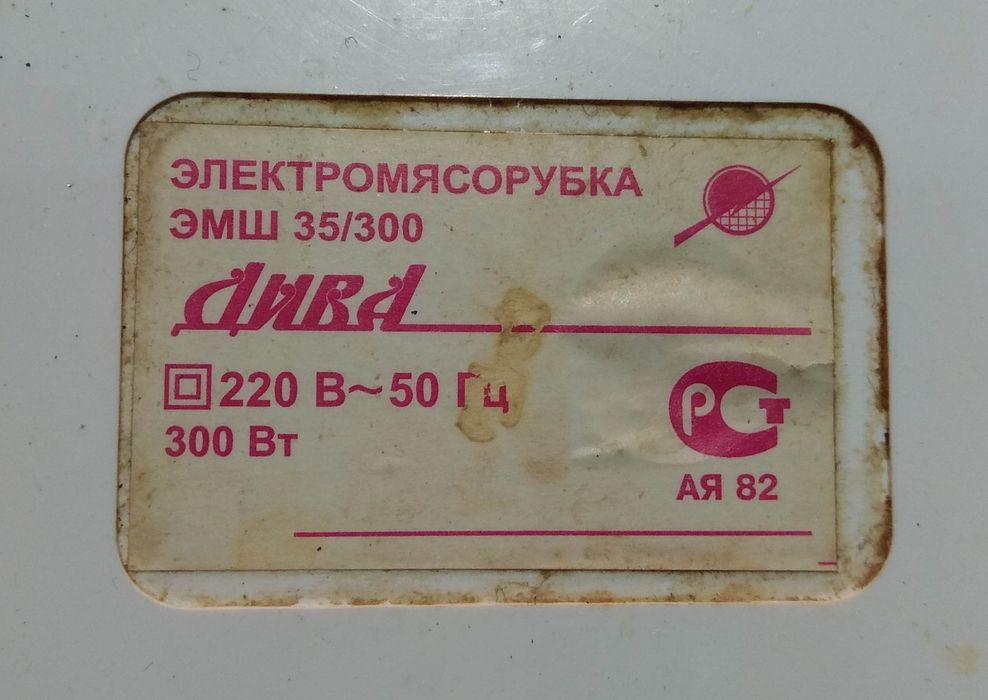 ЭЛЕКТРОМЯСОРУБКА
ЭМШ 35/300
ДИВА
220 В~50 Гц
300 Вт
РСТ
АЯ 82